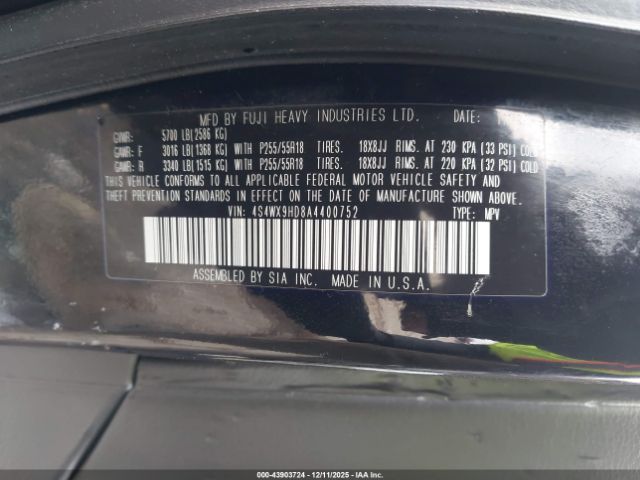 MFD BY FUJI HEAVY INDUSTRIES LTD. DATE:
GVWR: 5700 LB(2586 KG)
GAWR: F 3016 LB(1368 KG) WITH P255/55R18 TIRES. 18X8JJ RIMS. AT 230 KPA (33 PSI) COLD
GAWR: R 3340 LB(1515 KG) WITH P255/55R18 TIRES. 18X8JJ RIMS. AT 220 KPA (32 PSI) COLD
THIS VEHICLE CONFORMS TO ALL APPLICABLE FEDERAL MOTOR VEHICLE SAFETY AND
THEFT PREVENTION STANDARDS IN EFFECT ON THE DATE OF MANUFACTURE SHOWN ABOVE.
VIN: 4S4WX9HD8A4400752 TYPE: MPV
ASSEMBLED BY SIA INC. MADE IN U.S.A.
000-43903724 - 12/11/2025 - IAAI.COM